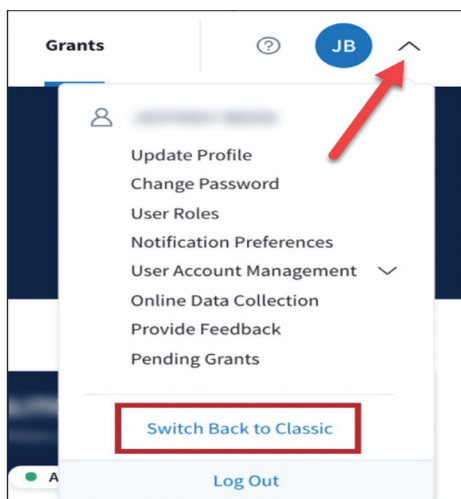 Grants
JB
Update Profile
Change Password
User Roles
Notification Preferences
User Account Management
Online Data Collection
Provide Feedback
Pending Grants
Switch Back to Classic
A
Log Out